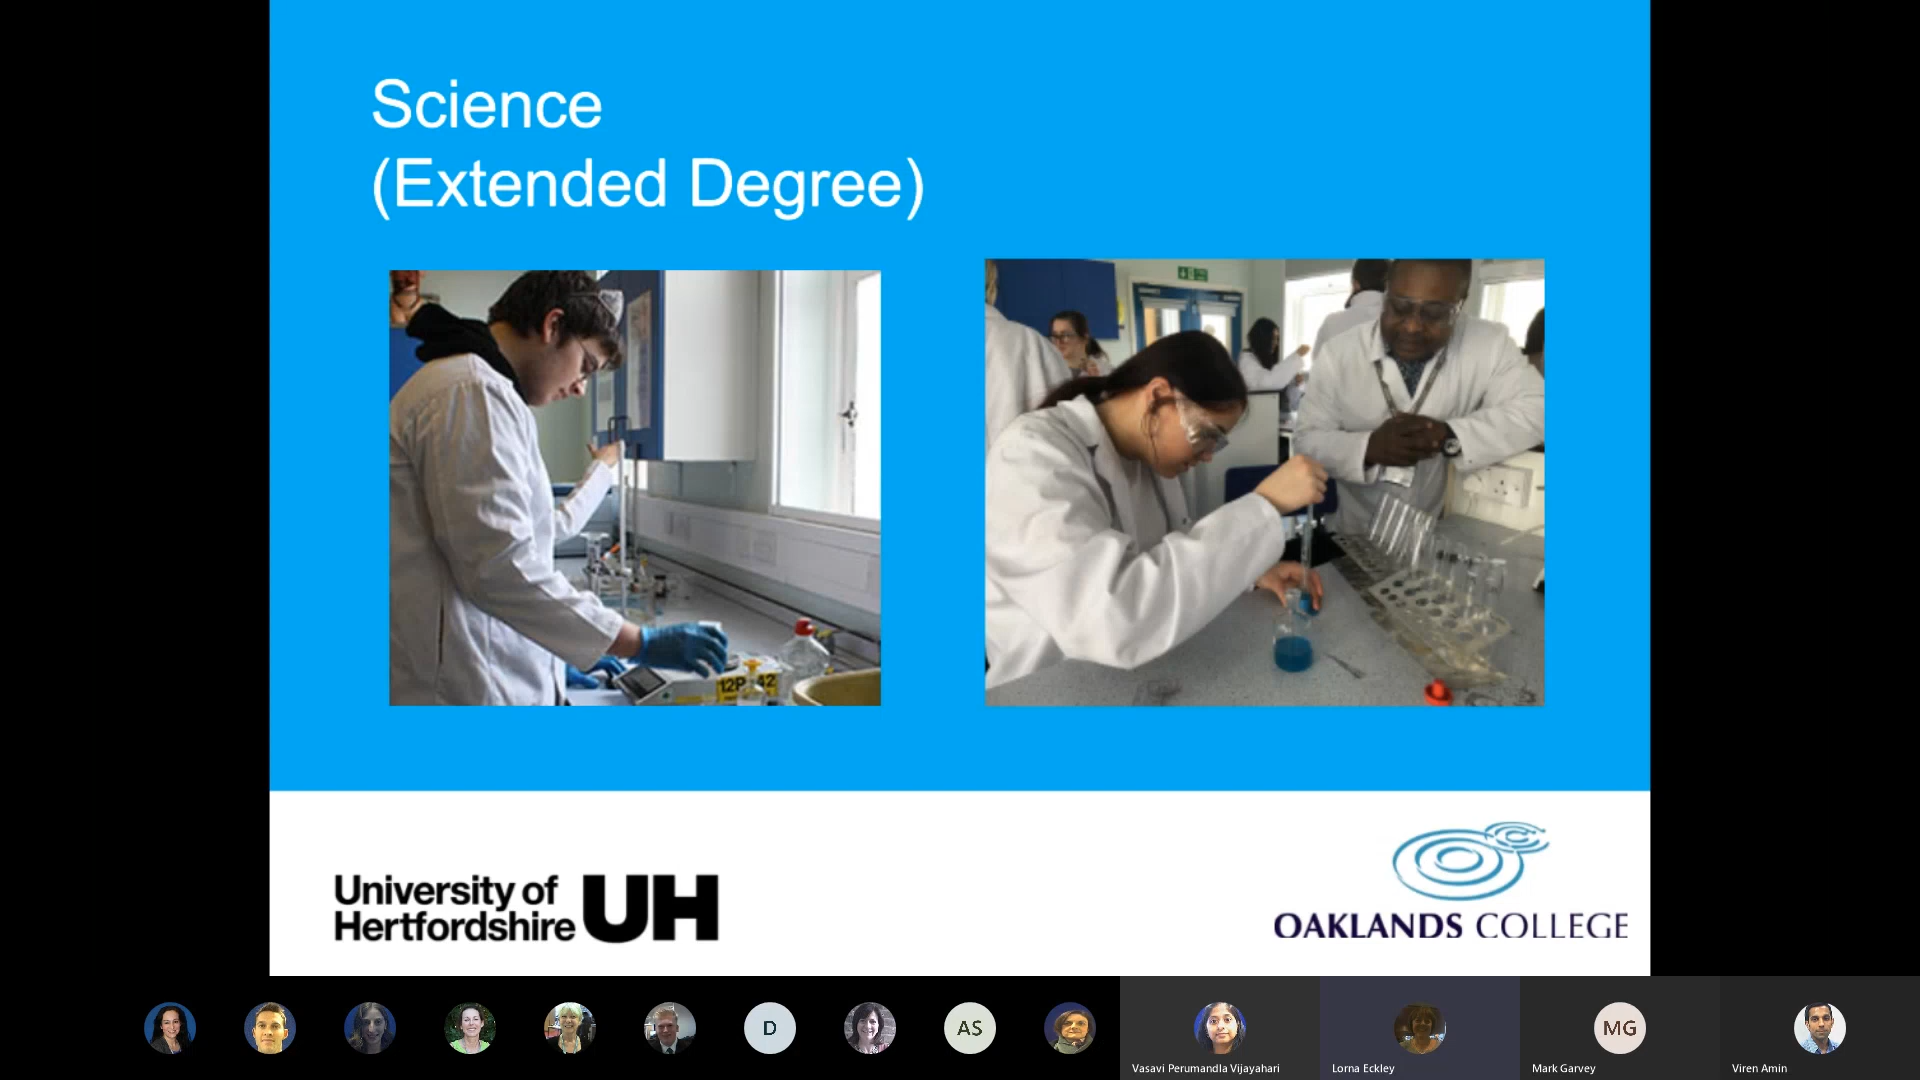 Science
(Extended Degree)
12P 42
University of
Hertfordshire UH
OAKLANDS COLLEGE
D
AS
MG
Vasavi Perumandla Vijayahari
Lorna Eckley
Mark Garvey
Viren Amin